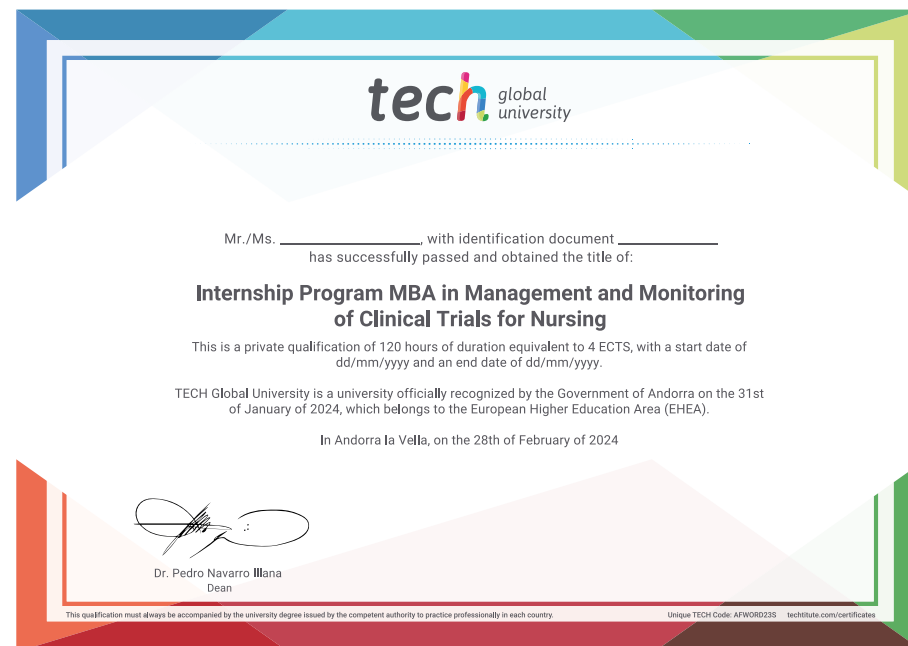 tech global university
Mr./Ms. ____________________, with identification document ______________
has successfully passed and obtained the title of:
Internship Program MBA in Management and Monitoring
of Clinical Trials for Nursing
This is a private qualification of 120 hours of duration equivalent to 4 ECTS, with a start date of
dd/mm/yyyy and an end date of dd/mm/yyyy.
TECH Global University is a university officially recognized by the Government of Andorra on the 31st
of January of 2024, which belongs to the European Higher Education Area (EHEA).
In Andorra la Vella, on the 28th of February of 2024
Dr. Pedro Navarro Illana
Dean
This qualification must always be accompanied by the university degree issued by the competent authority to practice professionally in each country.
Unique TECH Code: AFWORD23S techtitute.com/certificates